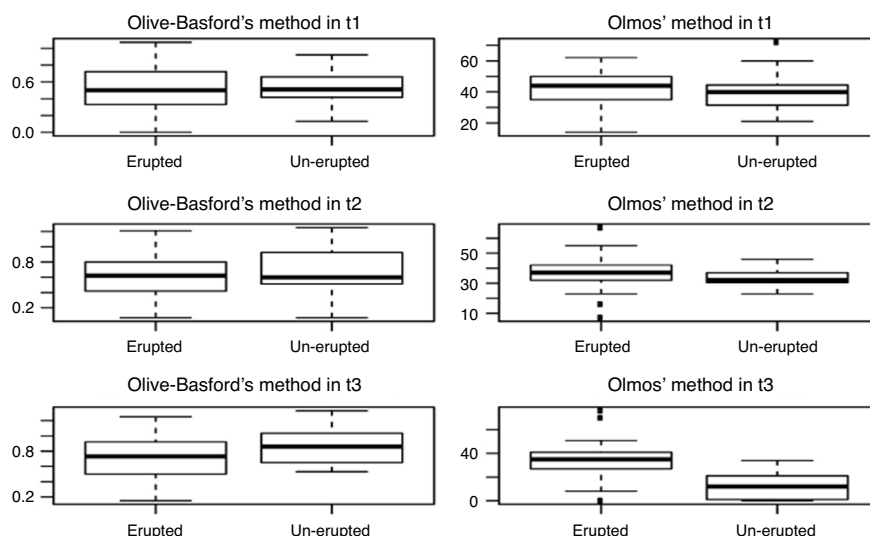 Olive-Basford's method in t1
0.6
0.0
Erupted Un-erupted
Olmos' method in t1
60
40
20
Erupted Un-erupted
Olive-Basford's method in t2
0.8
0.2
Erupted Un-erupted
Olmos' method in t2
50
30
10
Erupted Un-erupted
Olive-Basford's method in t3
0.8
0.2
Erupted Un-erupted
Olmos' method in t3
40
0
Erupted Un-erupted